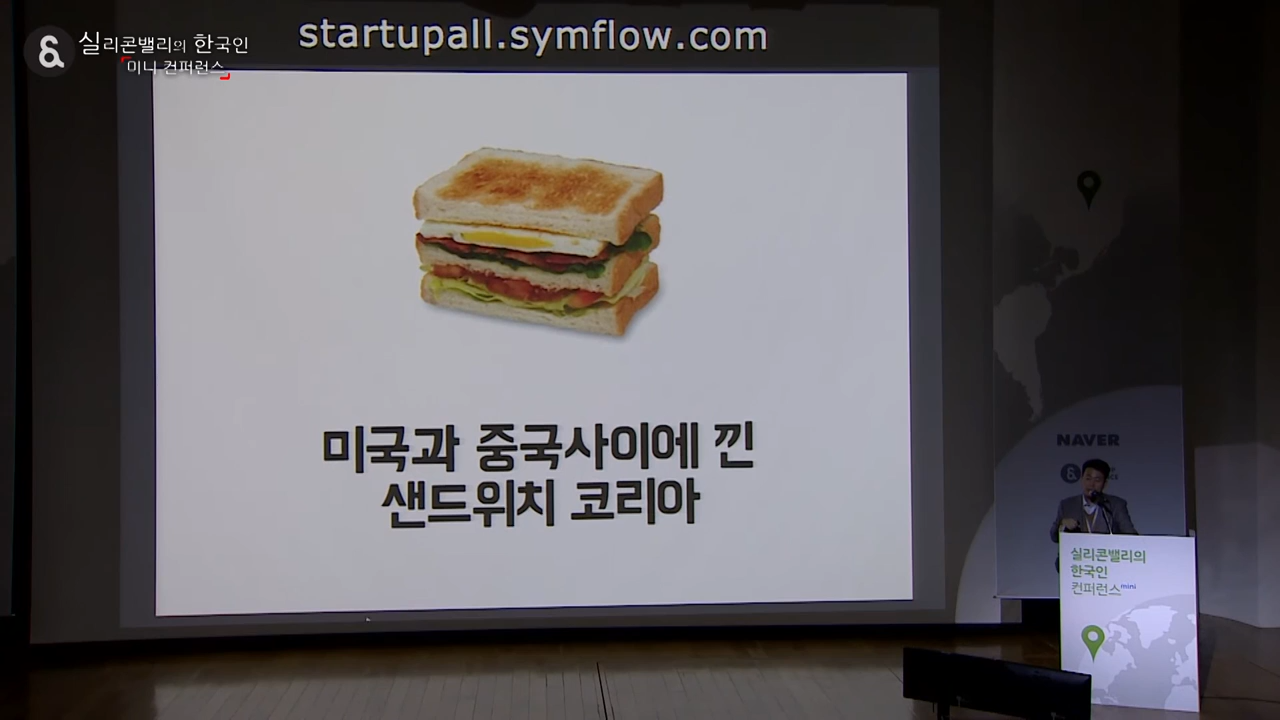 startupall.symflow.com
실리콘밸리의 한국인
미니 컨퍼런스
미국과 중국사이에 낀
샌드위치 코리아
NAVER
실리콘밸리의
한국인
컨퍼런스mini